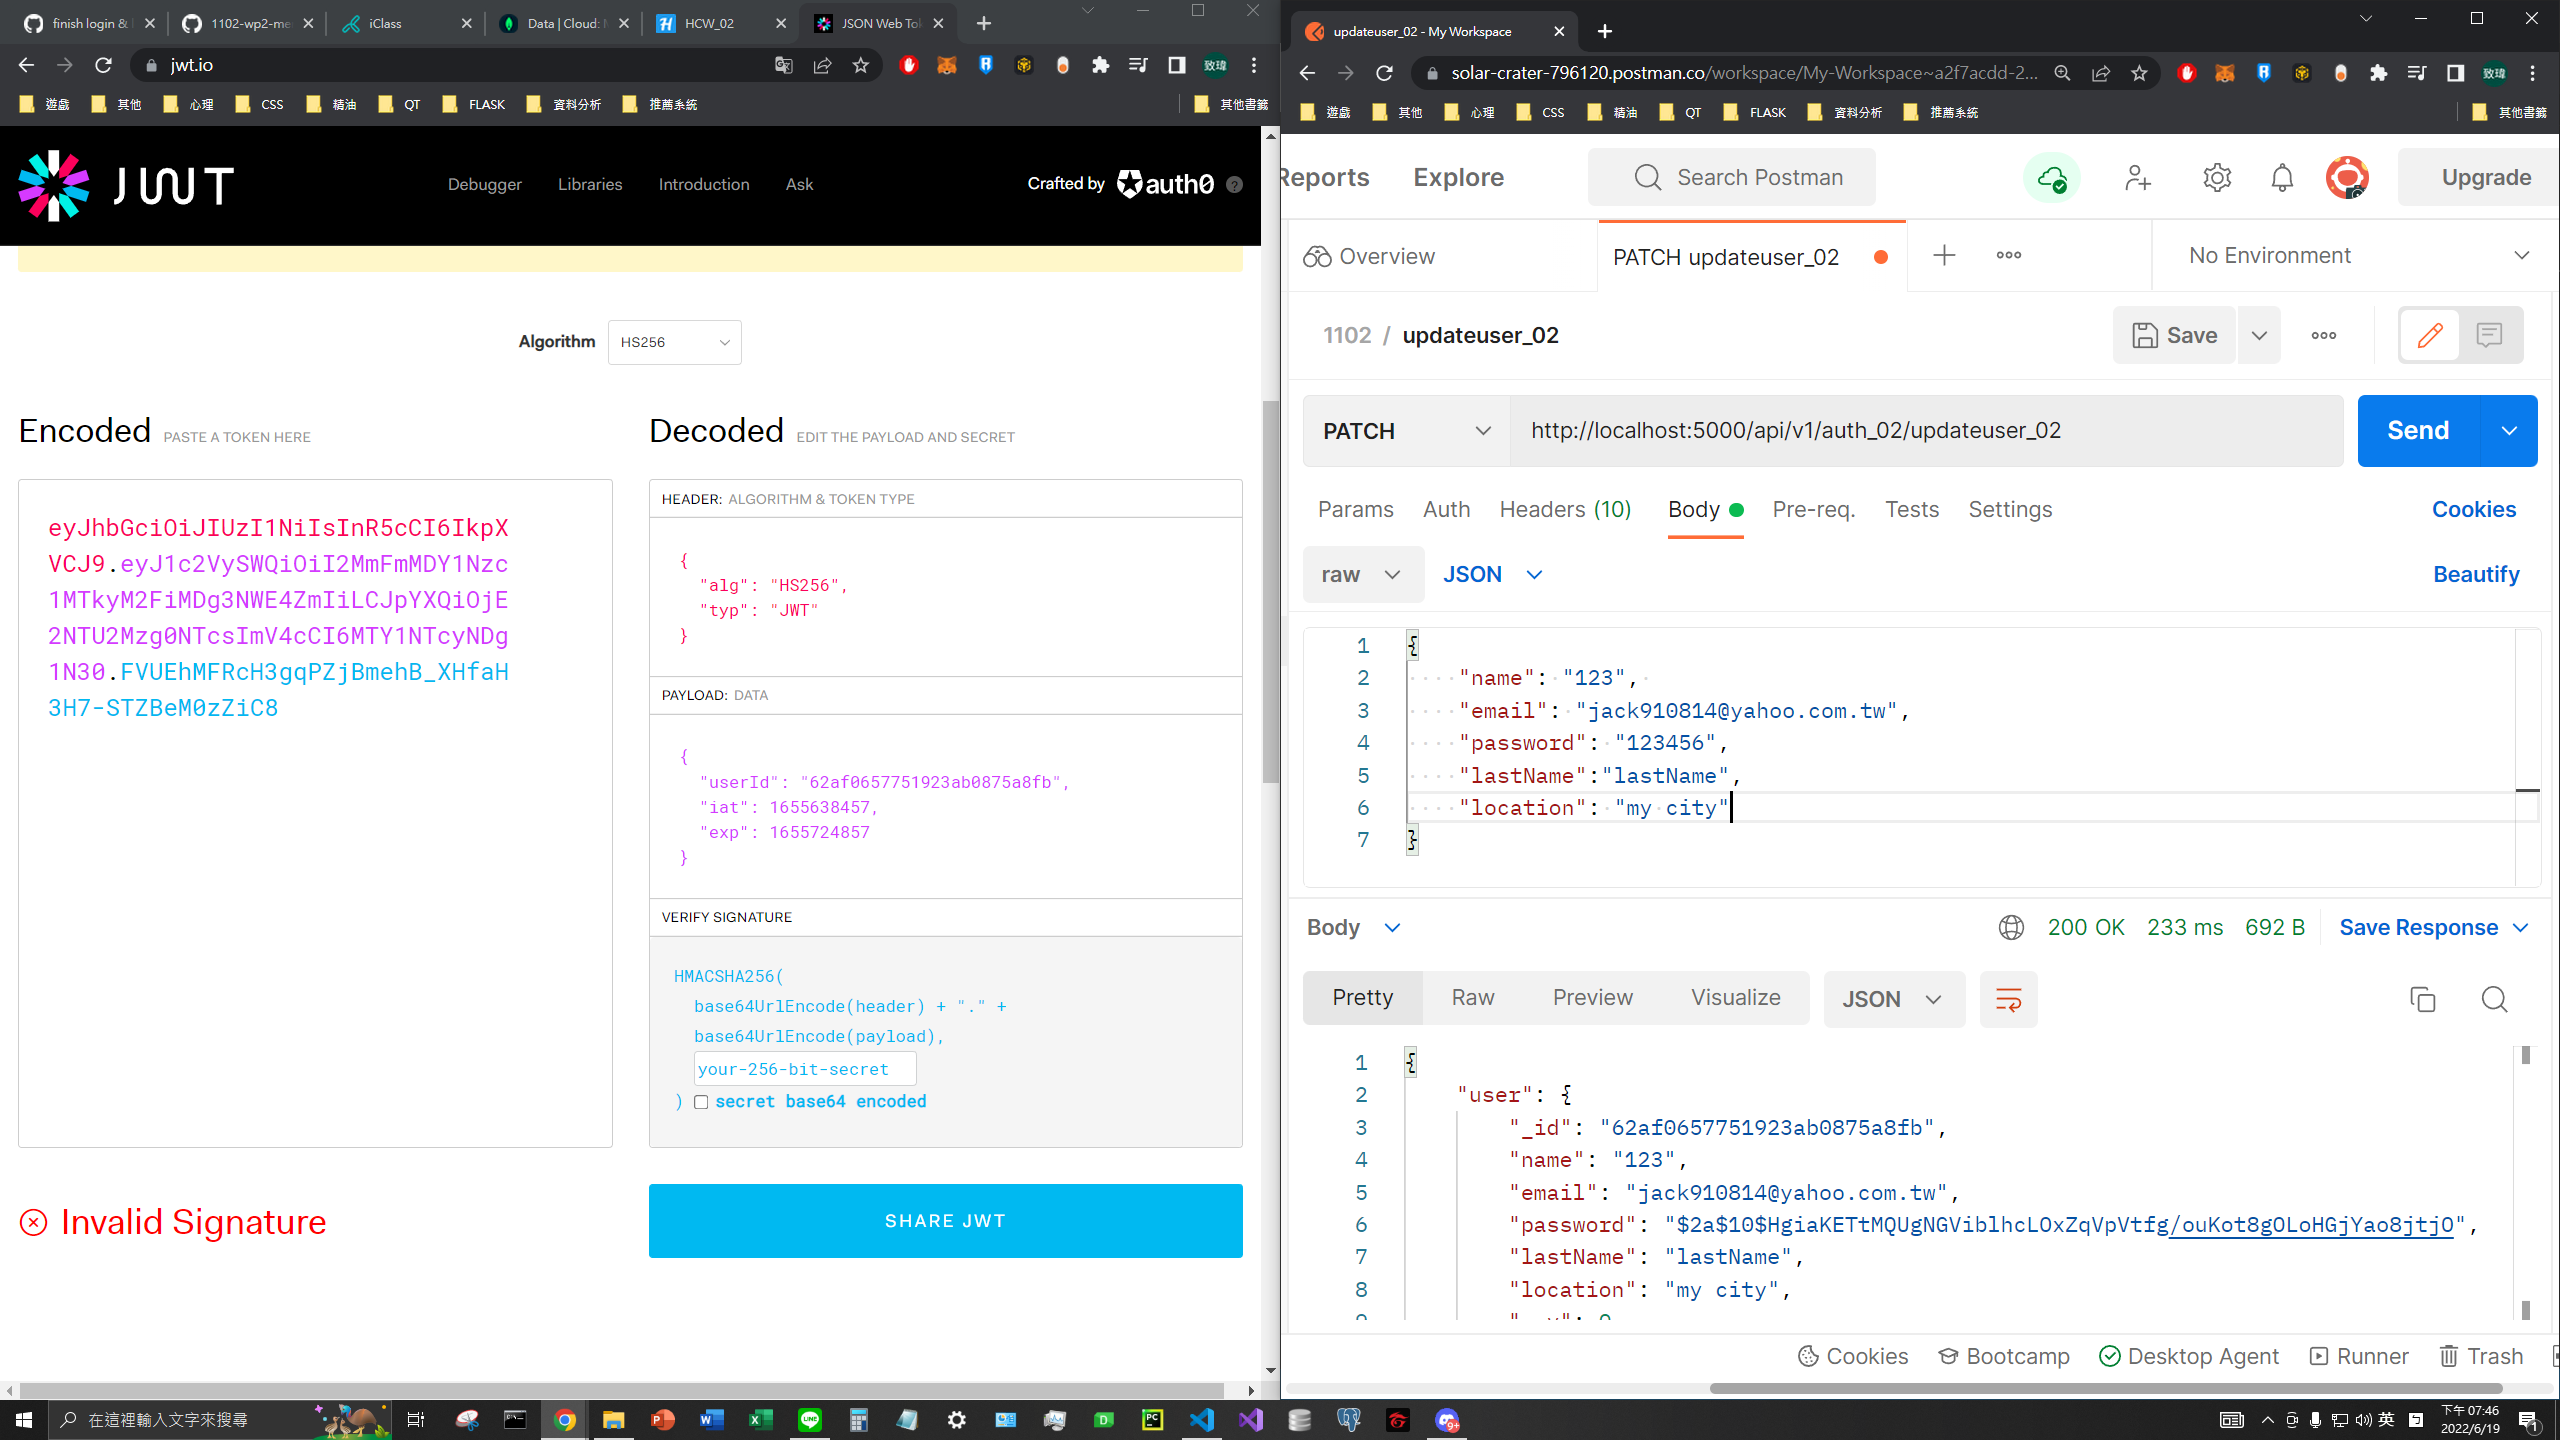 finish login &
1102-wp2-me
iClass
Data | Cloud: M
HCW_02
JSON Web Tok
jwt.io
致瑋
遊戲
其他
心理
CSS
精油
QT
FLASK
資料分析
推薦系統
其他書籤
JWT
Debugger
Libraries
Introduction
Ask
Crafted by auth0
Algorithm
HS256
Encoded PASTE A TOKEN HERE
eyJhbGciOiJIUzI1NiIsInR5cCI6IkpX
VCJ9.eyJ1c2VySWQiOiI2MmFmMDY1Nzc
1MTkyM2FiMDg3NWE4ZmIiLCJpYXQiOjE
2NTU2Mzg0NTcsImV4cCI6MTY1NTcyNDg
1N30.FVUEhMFRcH3gqPZjBmehB_XHfaH
3H7-STZBeM0zZiC8
Invalid Signature
Decoded EDIT THE PAYLOAD AND SECRET
HEADER: ALGORITHM & TOKEN TYPE
{
"alg": "HS256",
"typ": "JWT"
}
PAYLOAD: DATA
{
"userId": "62af0657751923ab0875a8fb",
"iat": 1655638457,
"exp": 1655724857
}
VERIFY SIGNATURE
HMACSHA256(
base64UrlEncode(header) + "." +
base64UrlEncode(payload),
your-256-bit-secret
) secret base64 encoded
SHARE JWT
updateuser_02 - My Workspace
solar-crater-796120.postman.co/workspace/My-Workspace~a2f7acdd-2...
致瑋
遊戲
其他
心理
CSS
精油
QT
FLASK
資料分析
推薦系統
其他書籤
Reports
Explore
Search Postman
Upgrade
Overview
PATCH updateuser_02
No Environment
1102 / updateuser_02
Save
PATCH
http://localhost:5000/api/v1/auth_02/updateuser_02
Send
Params
Auth
Headers (10)
Body
Pre-req.
Tests
Settings
Cookies
raw
JSON
Beautify
1 {
2 "name": "123",
3 "email": "jack910814@yahoo.com.tw",
4 "password": "123456",
5 "lastName":"lastName",
6 "location": "my city"
7 }
Body
200 OK
233 ms
692 B
Save Response
Pretty
Raw
Preview
Visualize
JSON
1 {
2 "user": {
3 "_id": "62af0657751923ab0875a8fb",
4 "name": "123",
5 "email": "jack910814@yahoo.com.tw",
6 "password": "$2a$10$HgiaKETtMQUgNGViblhcLOxZqVpVtfg/ouKot8gOLoHGjYao8jtjO",
7 "lastName": "lastName",
8 "location": "my city",
Cookies
Bootcamp
Desktop Agent
Runner
Trash
在這裡輸入文字來搜尋
英
下午 07:46
2022/6/19